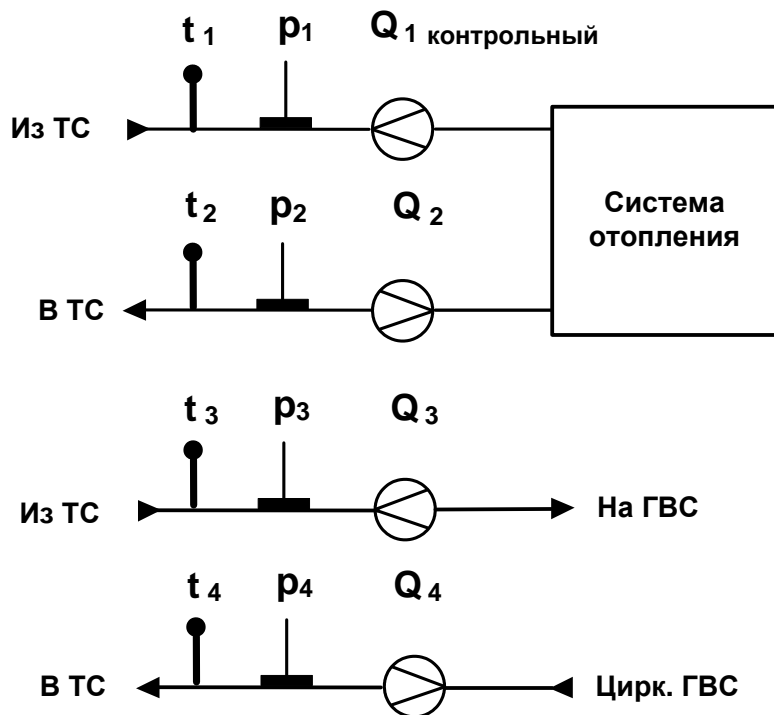 t 1 p1 Q 1 контрольный
Из ТС
t 2 p2 Q 2
Система
отопления
В ТС
t 3 p3 Q 3
Из ТС На ГВС
t 4 p4 Q 4
В ТС Цирк. ГВС